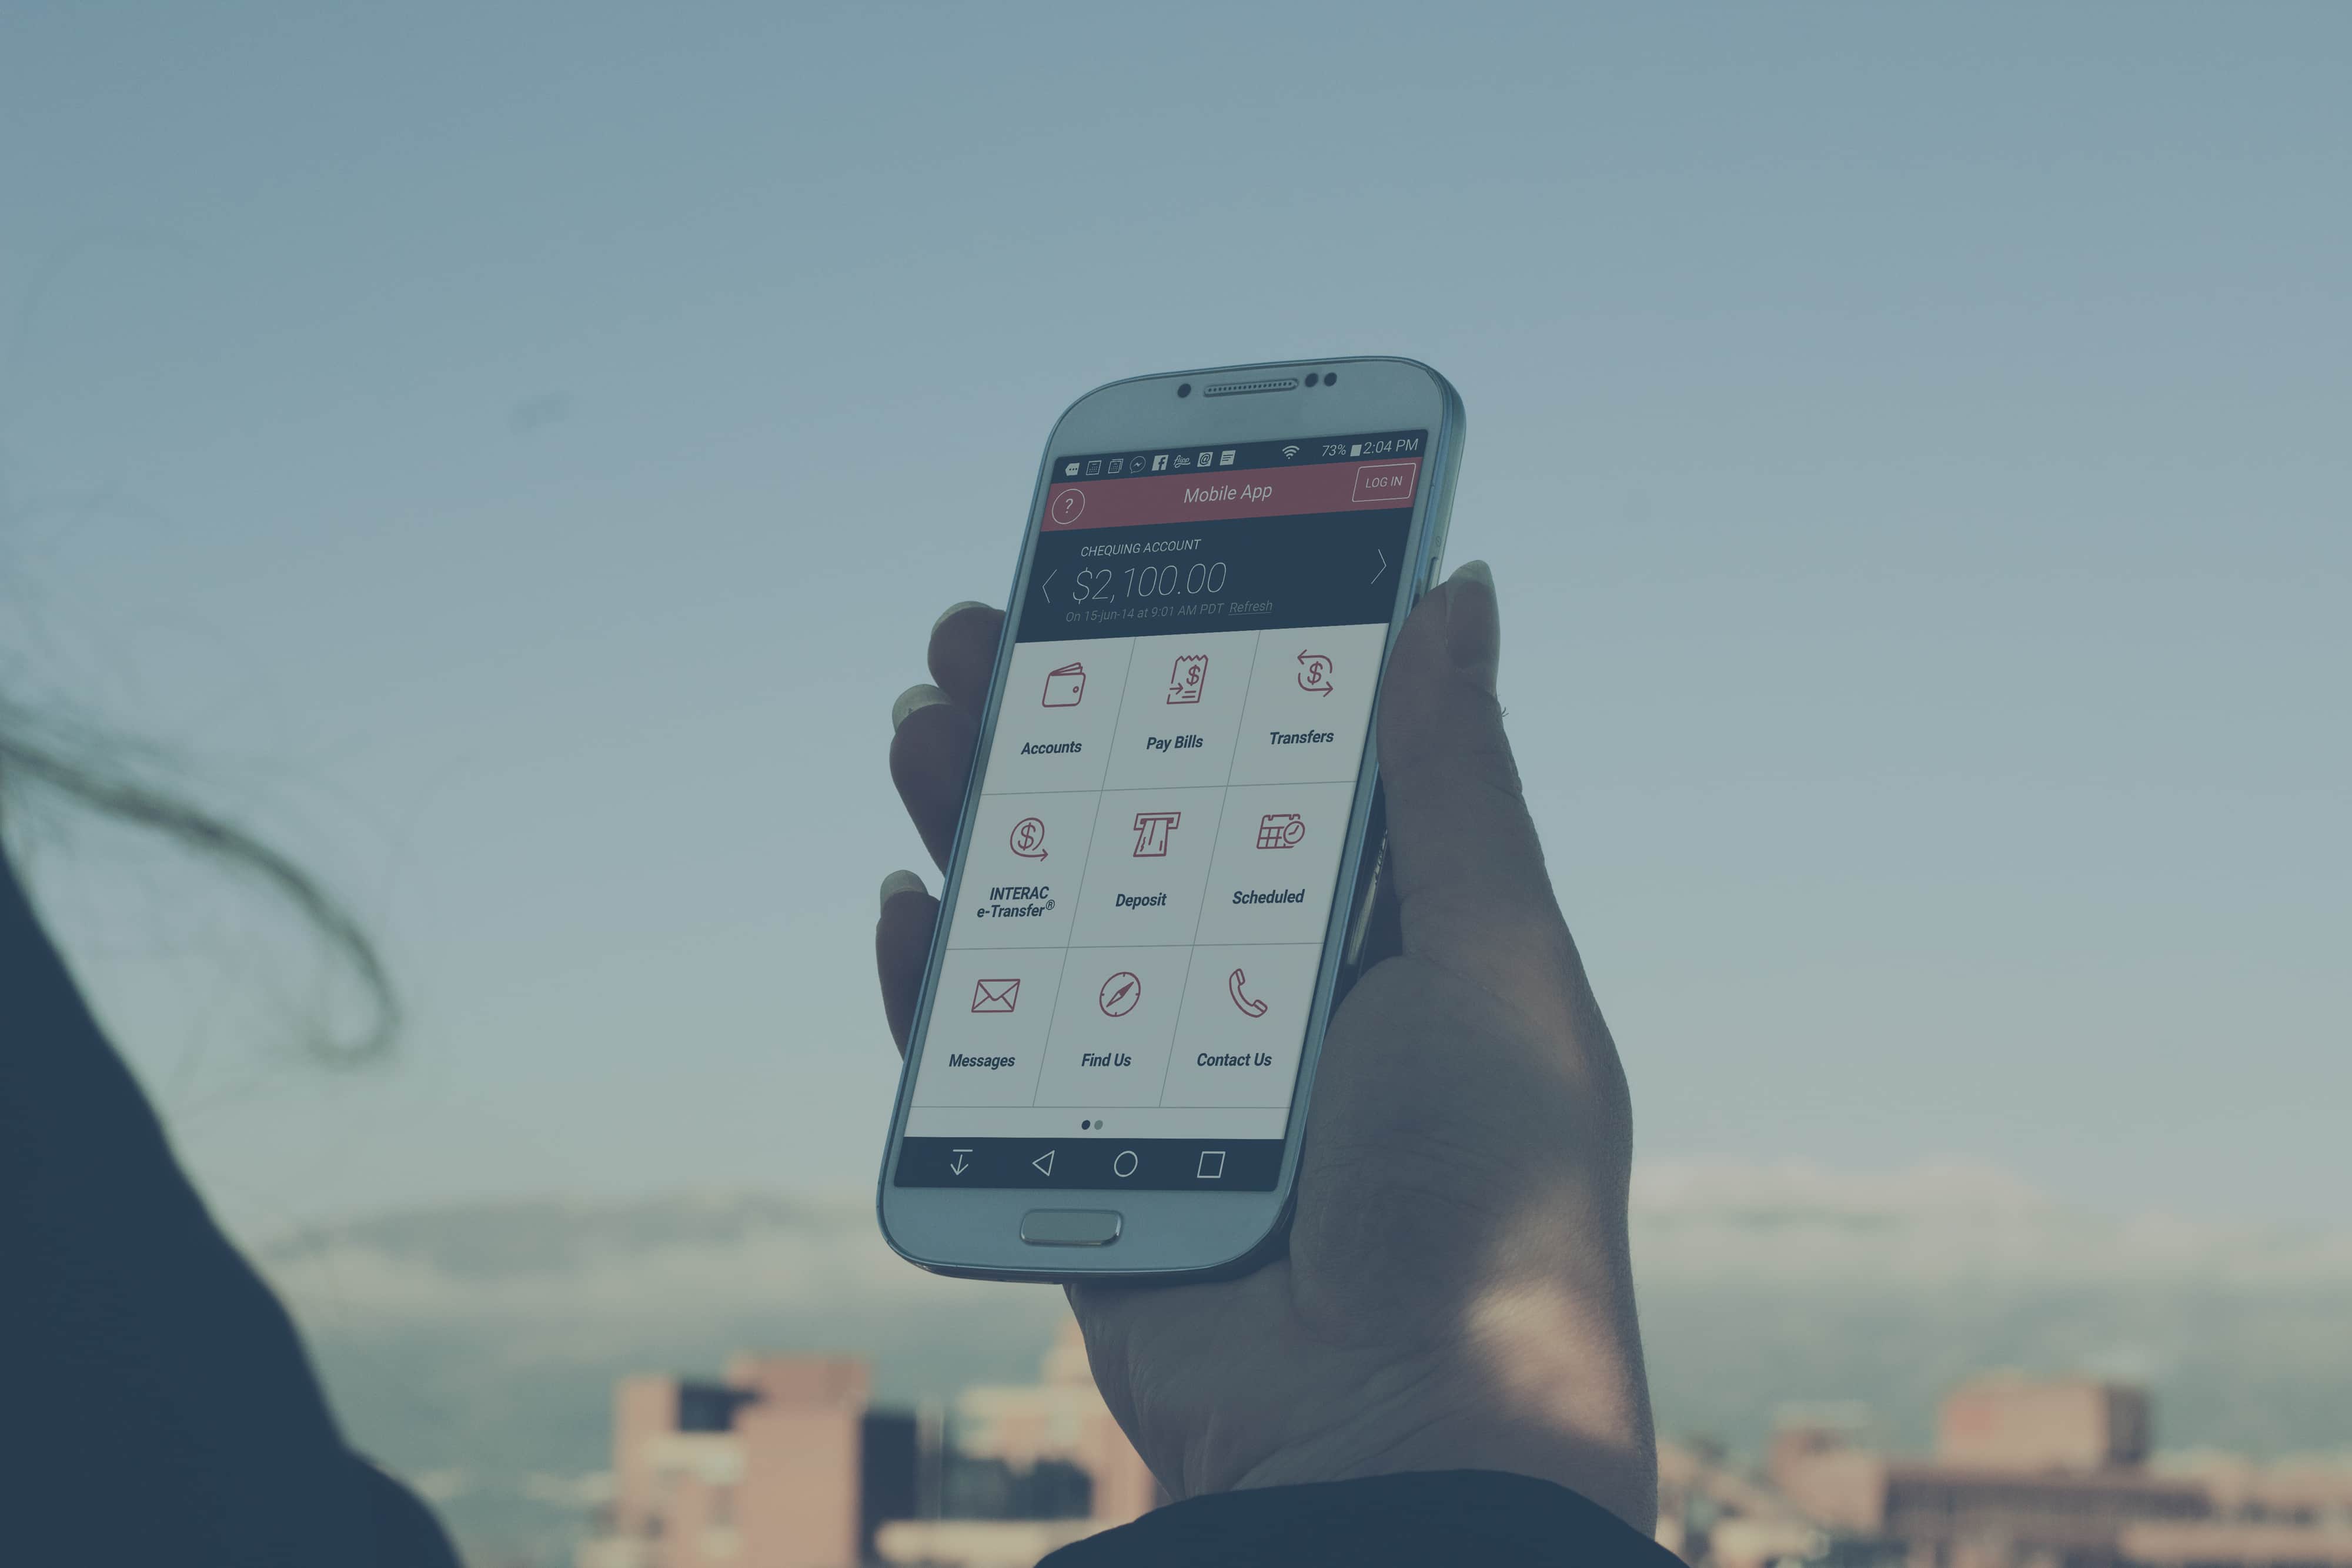 73% 2:04 PM
? Mobile App LOG IN
CHEQUING ACCOUNT
$2,100.00
On 15-jun-14 at 9:01 AM PDT Refresh
Accounts Pay Bills Transfers
INTERAC
e-Transfer® Deposit Scheduled
Messages Find Us Contact Us